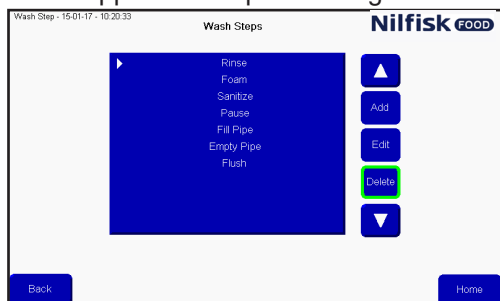 Wash Step - 15-01-17 - 10:20:33
Wash Steps
Nilfisk FOOD
Rinse
Foam
Sanitize
Pause
Fill Pipe
Empty Pipe
Flush
Add
Edit
Delete
Back
Home